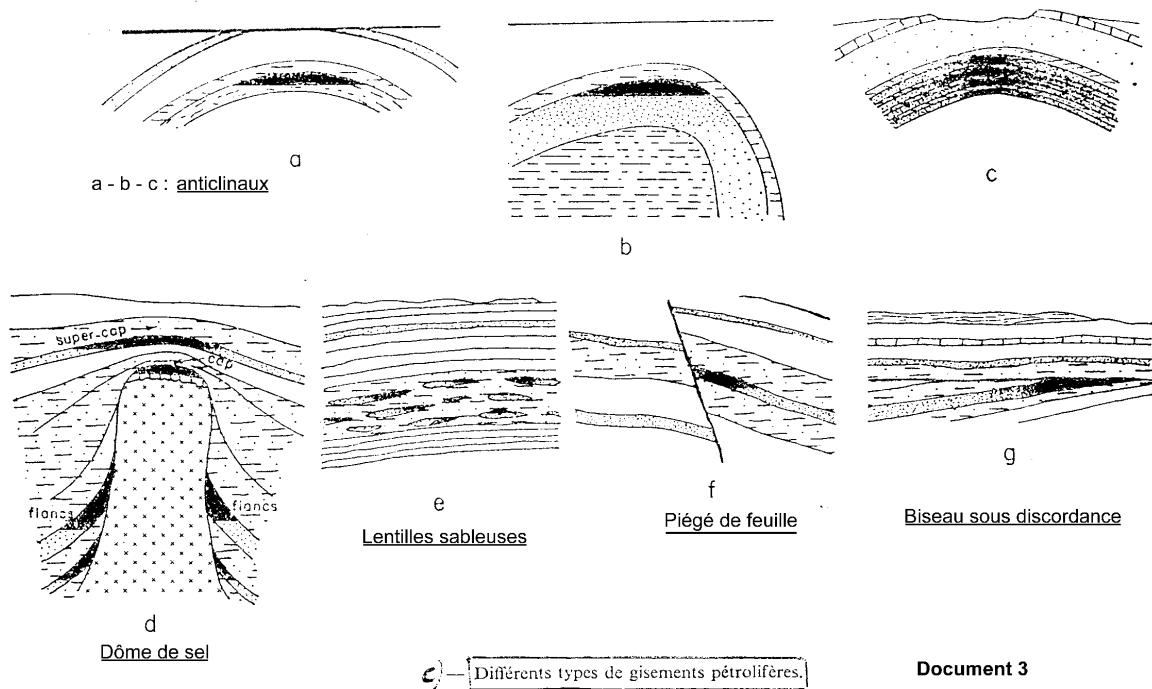 a
a - b - c : anticlinaux
b
c
super-cap
cap
flancs
flancs
d
Dôme de sel
e
Lentilles sableuses
f
Piégé de feuille
g
Biseau sous discordance
c) — Différents types de gisements pétrolifères.
Document 3